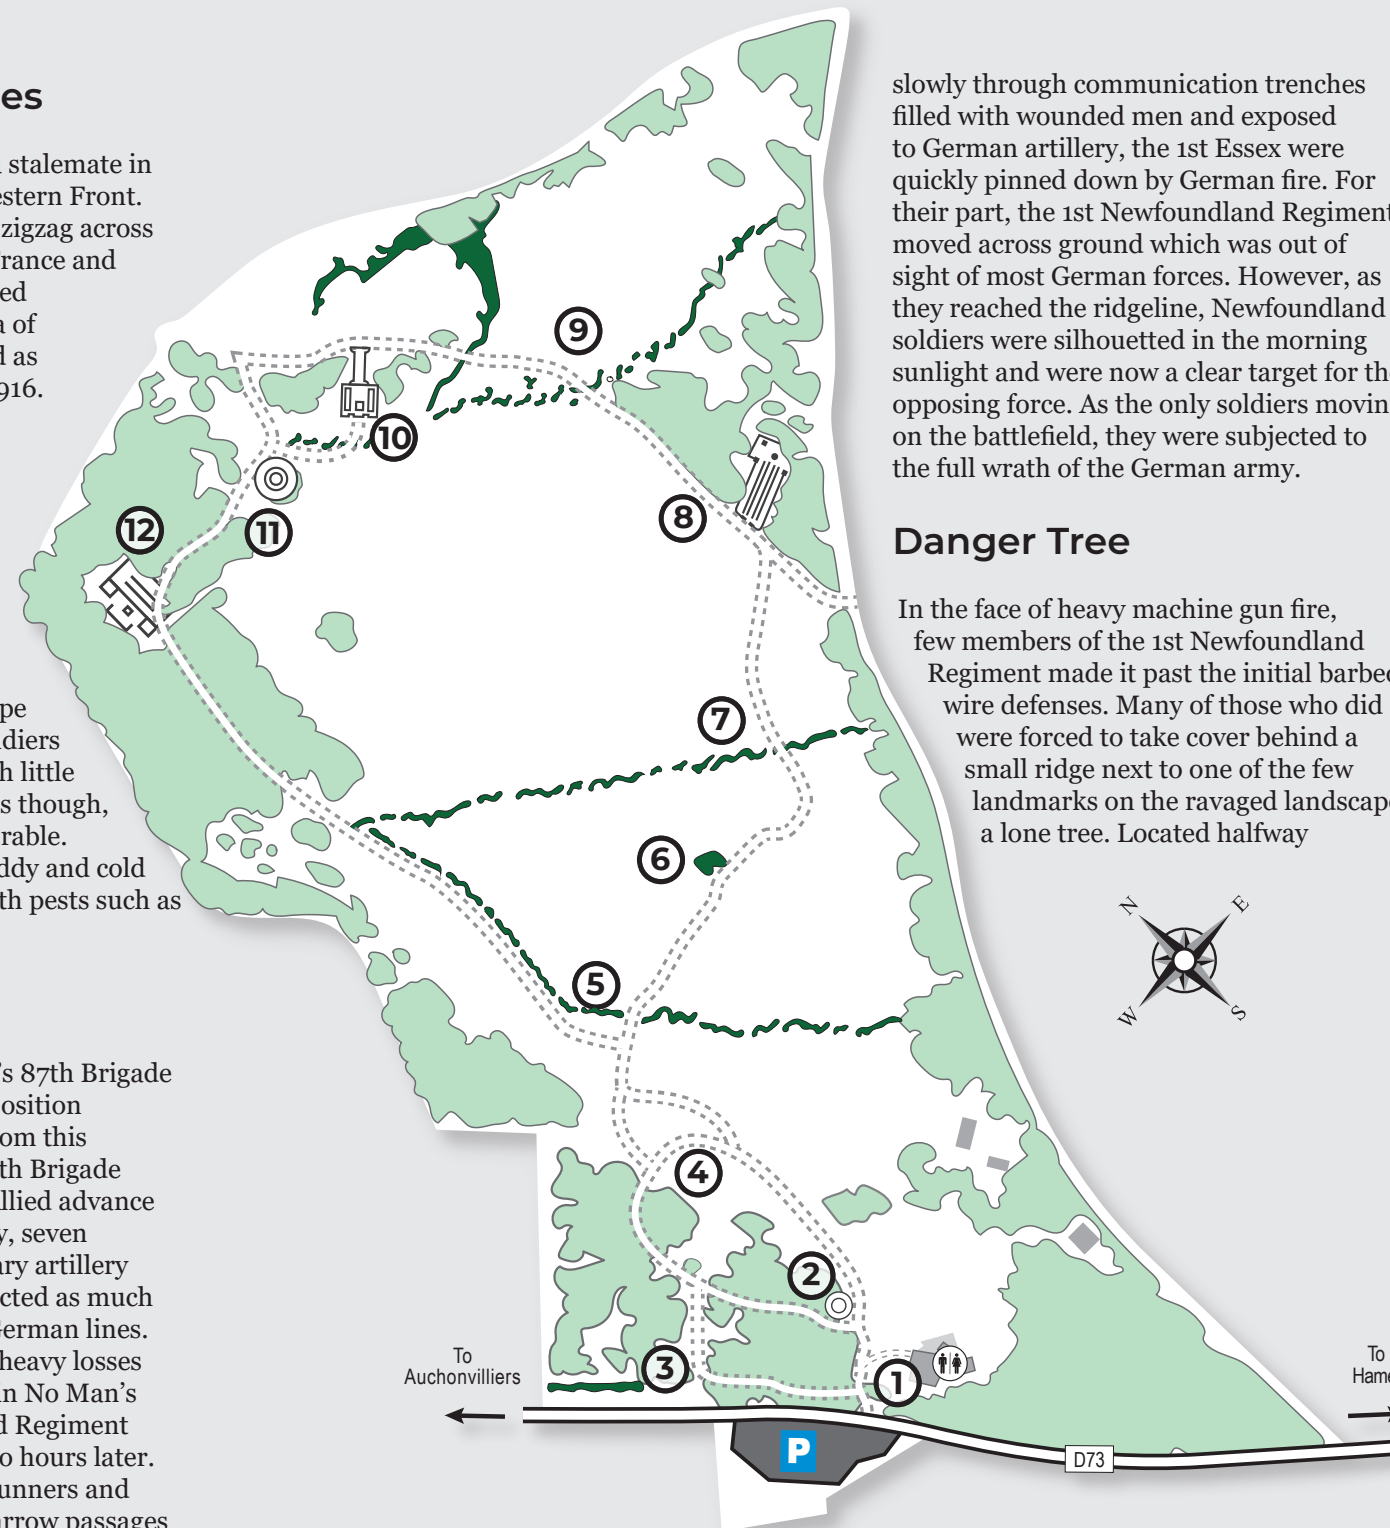 es
stalemate in
estern Front.
zigzag across
rance and
ed
a of
d as
916.
pe
diers
h little
s though,
rable.
ddy and cold
th pests such as
's 87th Brigade
osition
om this
th Brigade
llied advance
y, seven
ary artillery
cted as much
German lines.
heavy losses
in No Man's
d Regiment
o hours later.
unners and
arrow passages
slowly through communication trenches
filled with wounded men and exposed
to German artillery, the 1st Essex were
quickly pinned down by German fire. For
their part, the 1st Newfoundland Regiment
moved across ground which was out of
sight of most German forces. However, as
they reached the ridgeline, Newfoundland
soldiers were silhouetted in the morning
sunlight and were now a clear target for the
opposing force. As the only soldiers movin
on the battlefield, they were subjected to
the full wrath of the German army.
Danger Tree
In the face of heavy machine gun fire,
few members of the 1st Newfoundland
Regiment made it past the initial barbed
wire defenses. Many of those who did
were forced to take cover behind a
small ridge next to one of the few
landmarks on the ravaged landscape
a lone tree. Located halfway
9
10
8
12
11
7
6
5
4
2
3
1
N
E
W
S
To
Auchonvilliers
To
Hame
P
D73